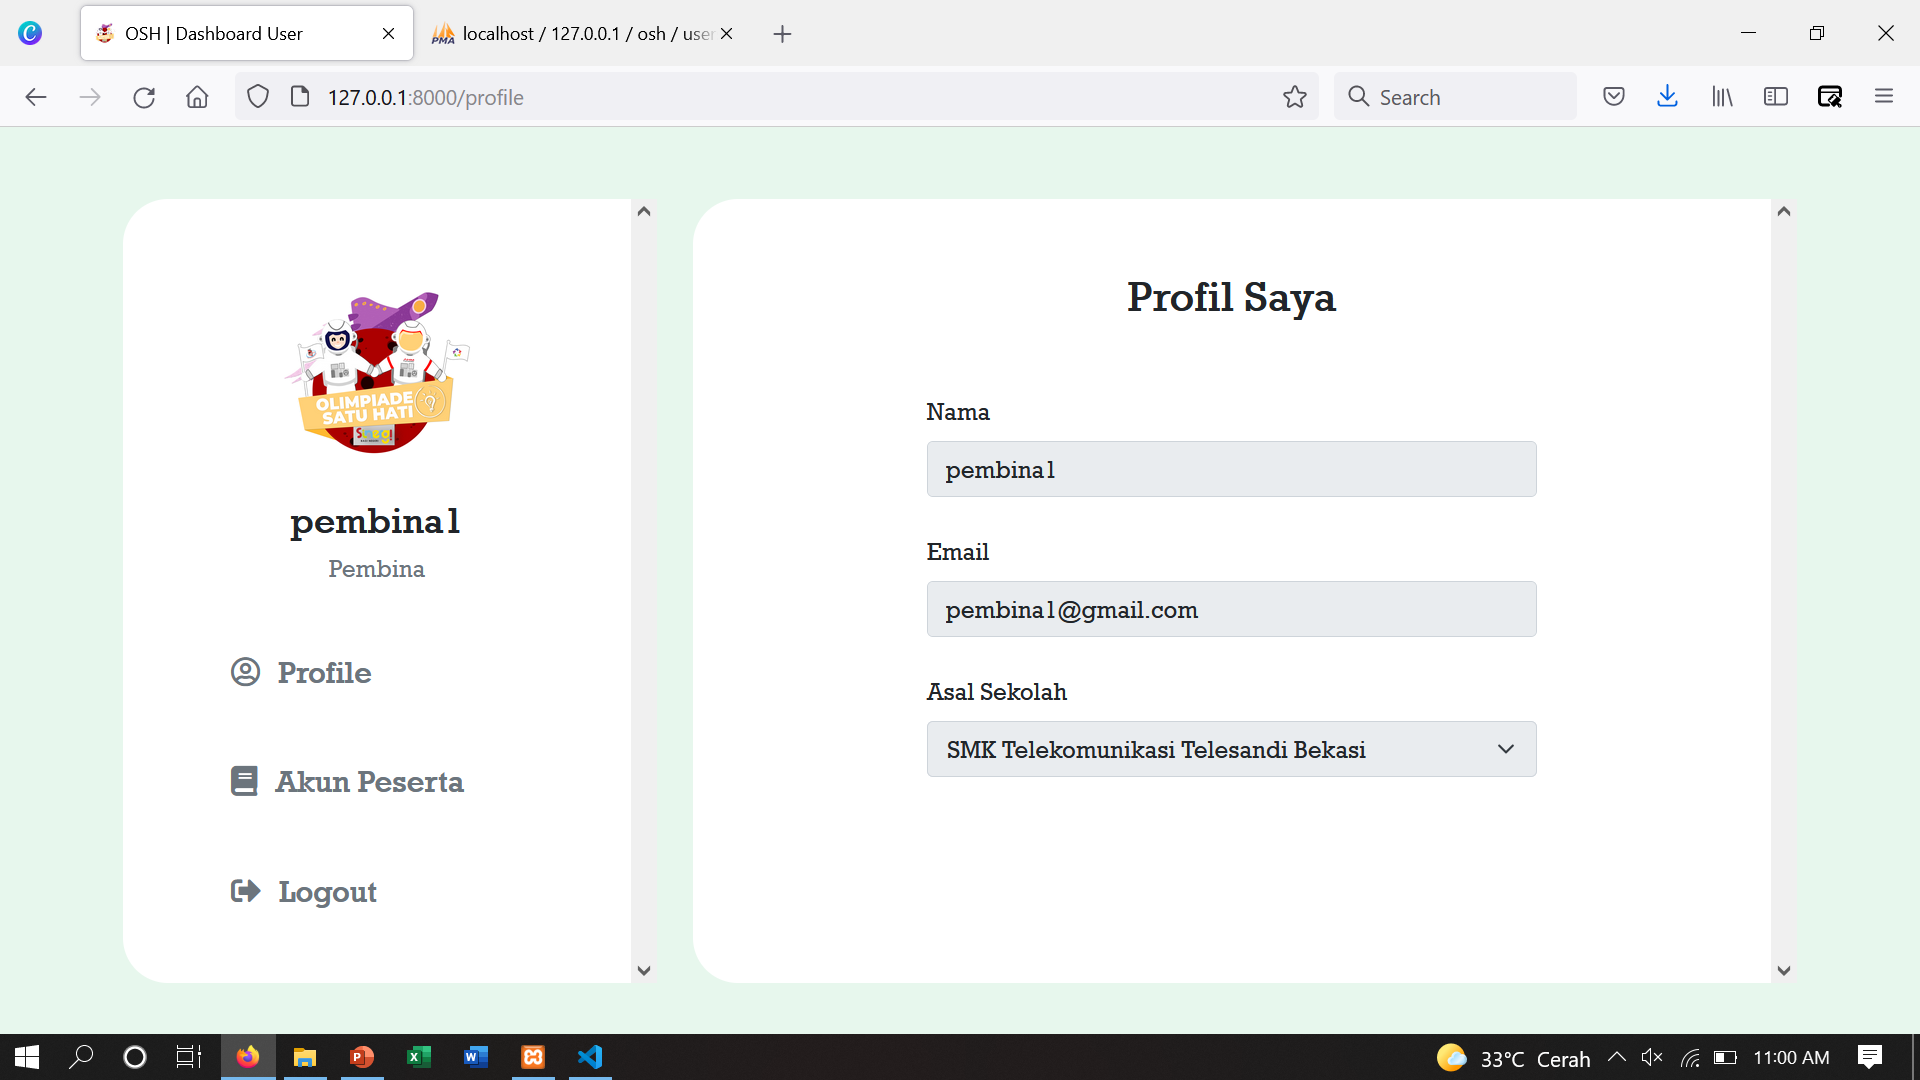 OSH | Dashboard User
localhost / 127.0.0.1 / osh / user
127.0.0.1:8000/profile
Search
OLIMPIADE
SATU HATI
pembina1
Pembina
Profile
Akun Peserta
Logout
Profil Saya
Nama
pembina1
Email
pembina1@gmail.com
Asal Sekolah
SMK Telekomunikasi Telesandi Bekasi
33°C Cerah
11:00 AM